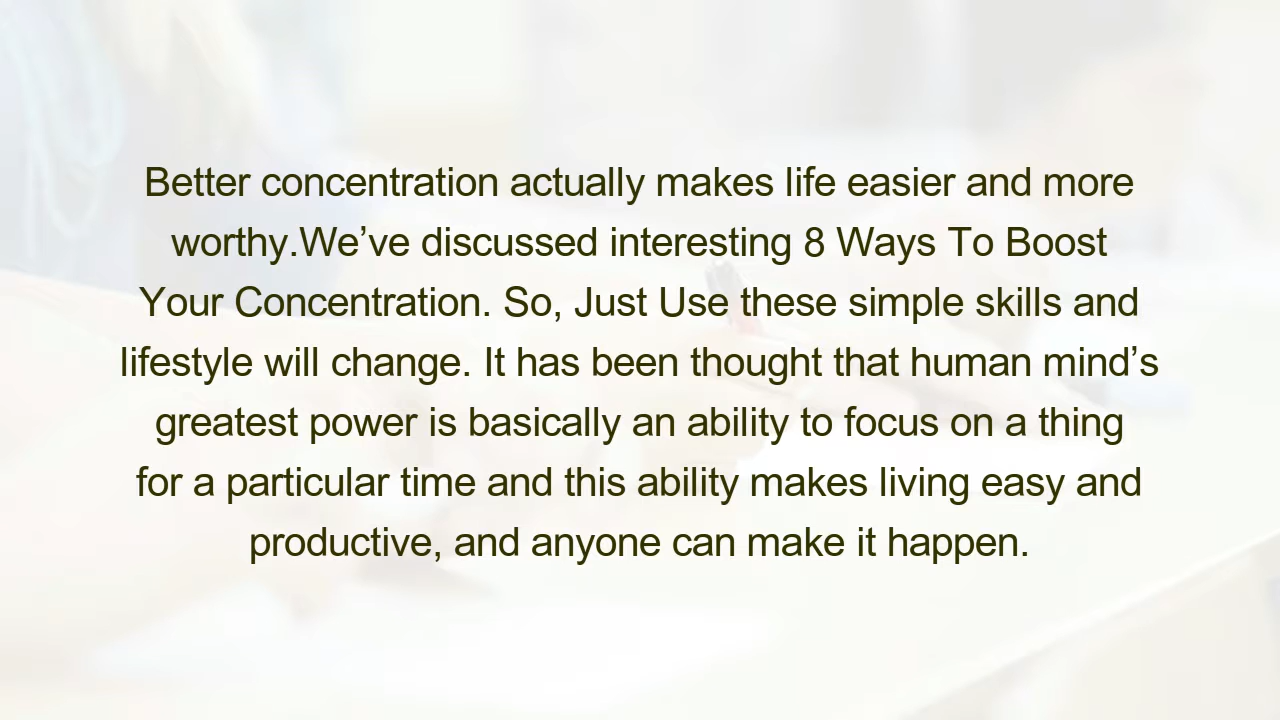 Better concentration actually makes life easier and more
worthy.We’ve discussed interesting 8 Ways To Boost
Your Concentration. So, Just Use these simple skills and
lifestyle will change. It has been thought that human mind’s
greatest power is basically an ability to focus on a thing
for a particular time and this ability makes living easy and
productive, and anyone can make it happen.